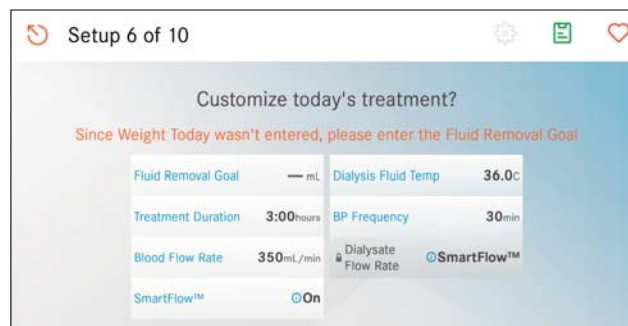 Setup 6 of 10
Customize today's treatment?
Since Weight Today wasn't entered, please enter the Fluid Removal Goal
Fluid Removal Goal — mL
Dialysis Fluid Temp 36.0C
Treatment Duration 3:00hours
BP Frequency 30min
Blood Flow Rate 350mL/min
Dialysate
Flow Rate SmartFlow™
SmartFlow™ On